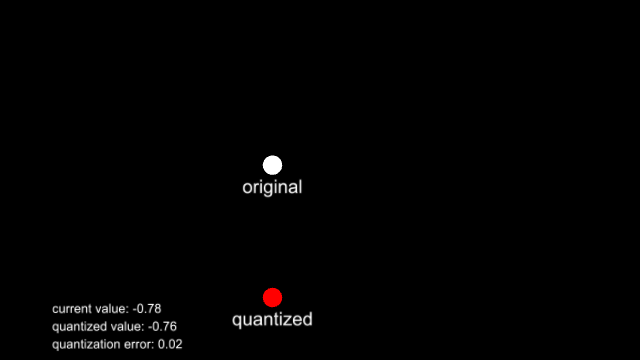 original
quantized
current value: -0.78
quantized value: -0.76
quantization error: 0.02